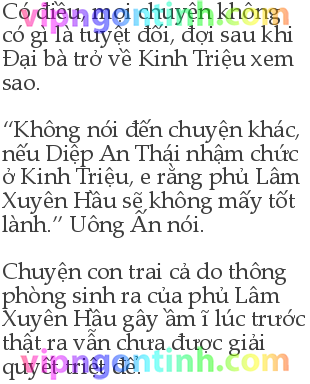 Có điều, mọi chuyện không
có gì là tuyệt đối, đợi sau khi
Đại bà trở về Kinh Triệu xem
sao.
“Không nói đến chuyện khác,
nếu Diệp An Thái nhậm chức
ở Kinh Triệu, e rằng phủ Lâm
Xuyên Hầu sẽ không mấy tốt
lành.” Uông Ấn nói.
Chuyện con trai cả do thông
phòng sinh ra của phủ Lâm
Xuyên Hầu gây ầm ĩ lúc trước
thật ra vẫn chưa được giải
quyết triệt để.
vipngontinh.com
vipngontinh.com